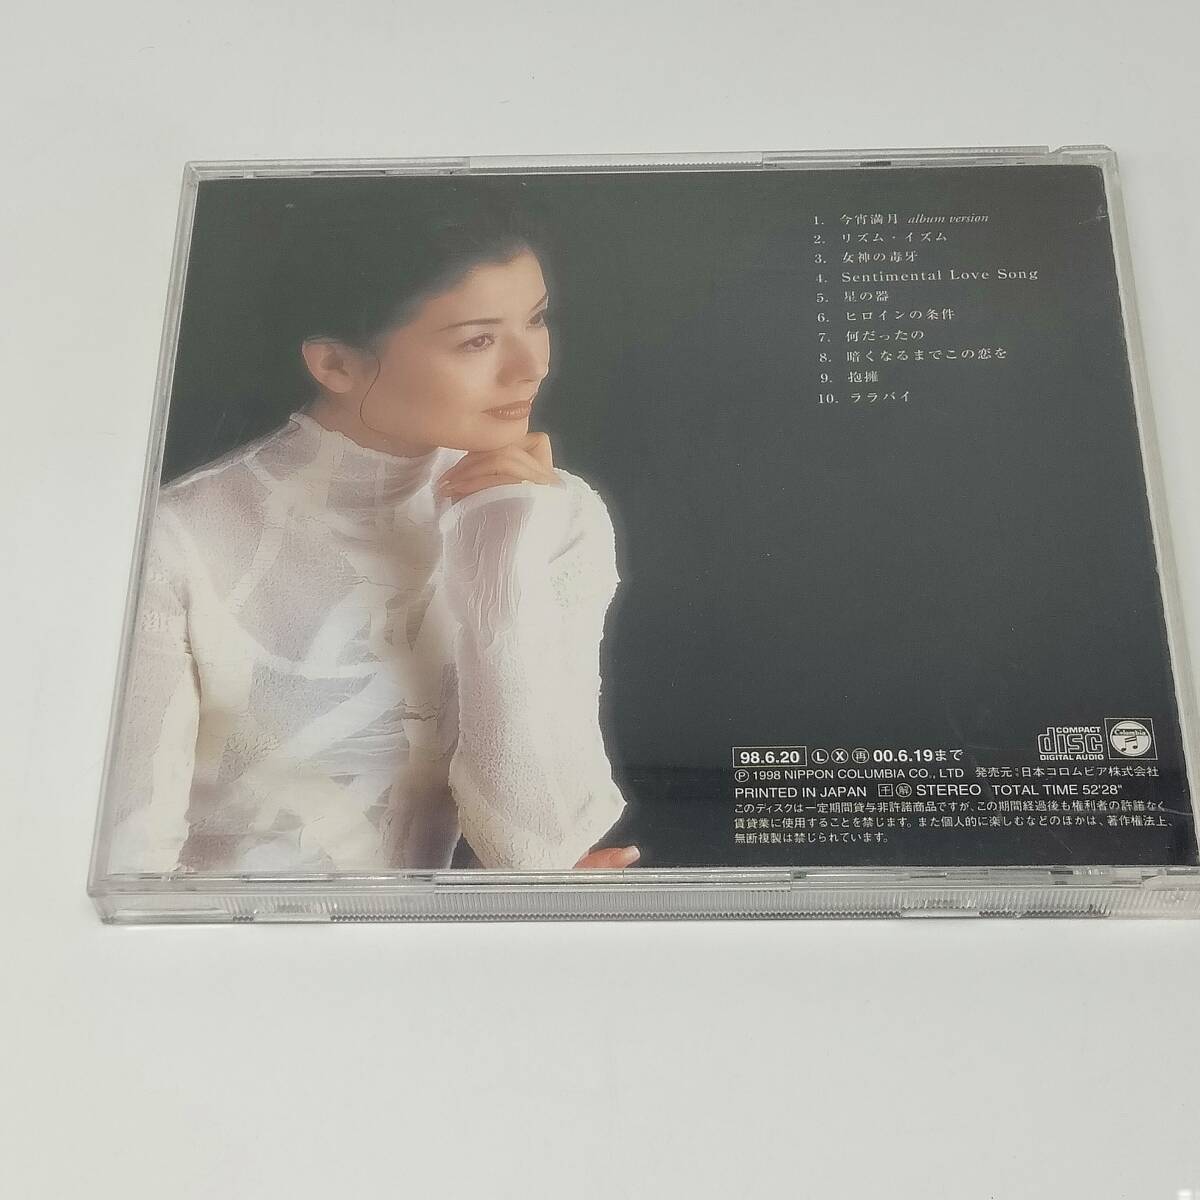 1. 今宵満月 album version
2. リズム・イズム
3. 女神の毒牙
4. Sentimental Love Song
5. 星の器
6. ヒロインの条件
7. 何だったの
8. 暗くなるまでこの恋を
9. 抱擁
10. ララバイ
COMPACT
disc
DIGITAL AUDIO
Columbia
98.6.20 Ⓛ Ⓧ ㊐ 00.6.19まで
Ⓟ 1998 NIPPON COLUMBIA CO., LTD 発売元：日本コロムビア株式会社
PRINTED IN JAPAN STEREO TOTAL TIME 52'28"
このディスクは一定期間貸与非許諾商品ですが、この期間経過後も権利者の許諾なく
賃貸業に使用することを禁じます。また個人的に楽しむなどのほかは、著作権法上、
無断複製は禁じられています。